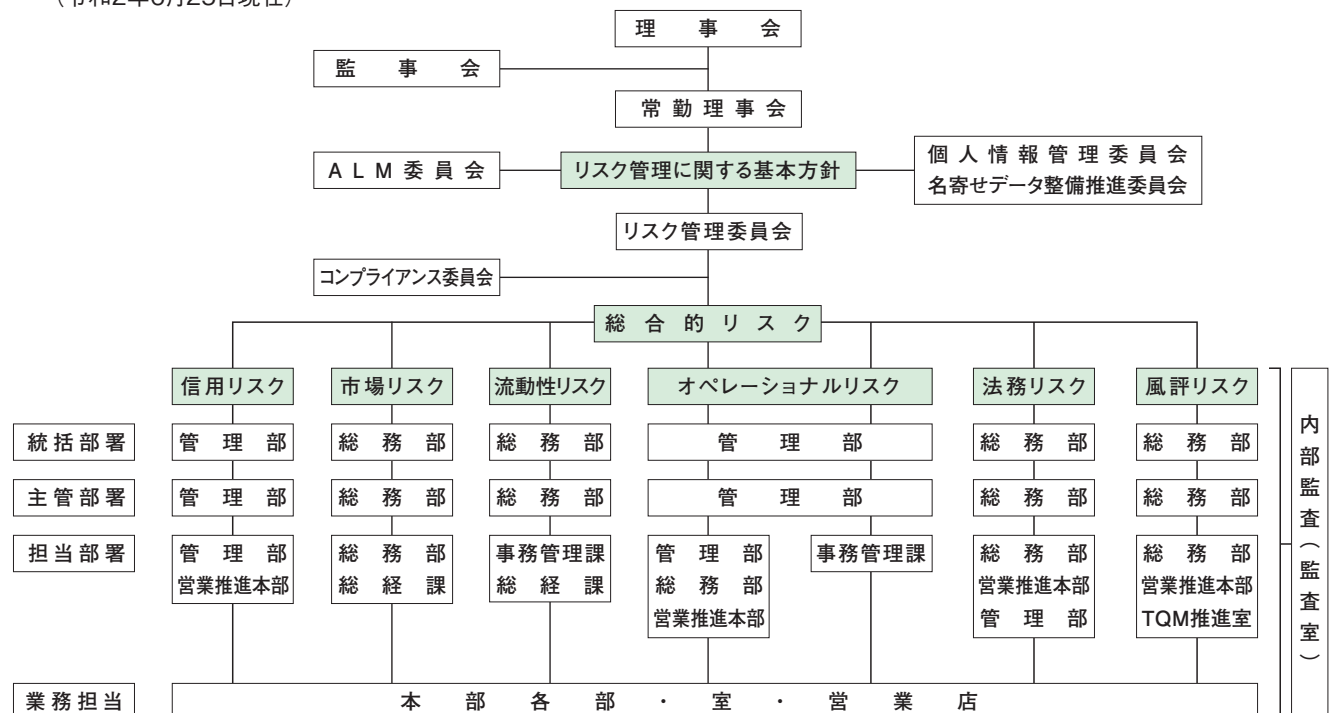 理事会
監事会
常勤理事会
ALM委員会
リスク管理に関する基本方針
個人情報管理委員会
名寄せデータ整備推進委員会
リスク管理委員会
コンプライアンス委員会
総合的リスク
信用リスク
市場リスク
流動性リスク
オペレーショナルリスク
法務リスク
風評リスク
統括部署
管理部
総務部
総務部
管理部
総務部
総務部
主管部署
管理部
総務部
総務部
管理部
総務部
総務部
担当部署
管理部
営業推進本部
総務部
総経課
事務管理課
総経課
管理部
総務部
営業推進本部
事務管理課
総務部
営業推進本部
管理部
総務部
営業推進本部
TQM推進室
内部監査(監査室)
業務担当
本部各部・室・営業店